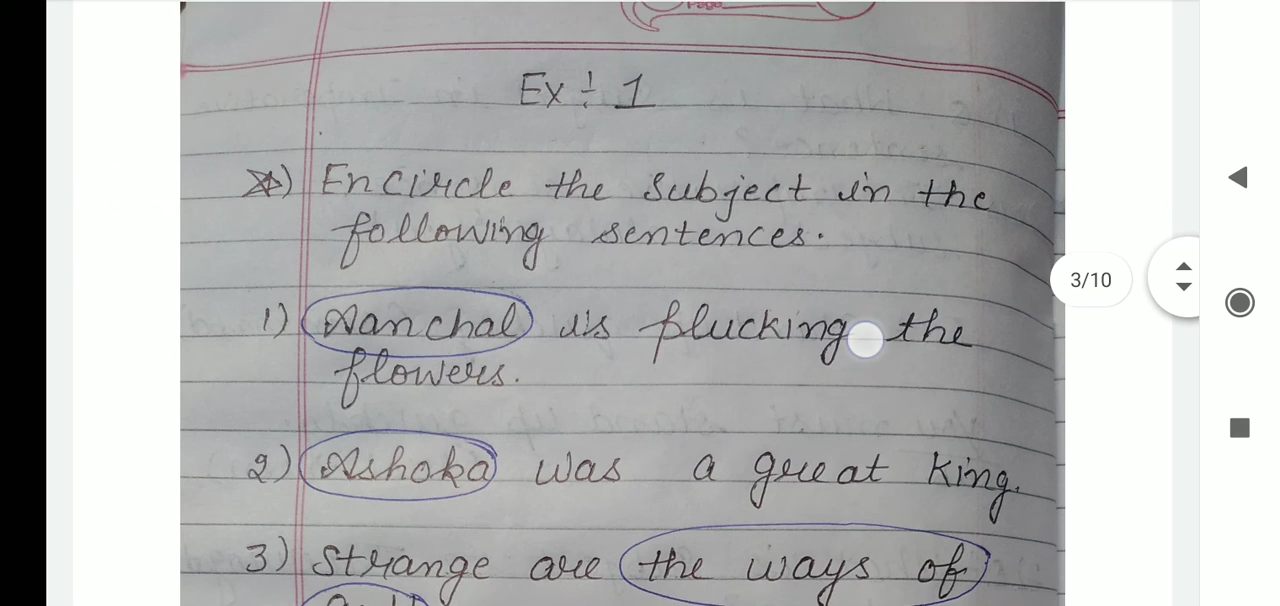 Page
Ex ÷ 1
Encircle the subject in the
following sentences.
1) Aanchal is plucking the
flowers.
3/10
2) Ashoka was a great king.
3) Strange are the ways of